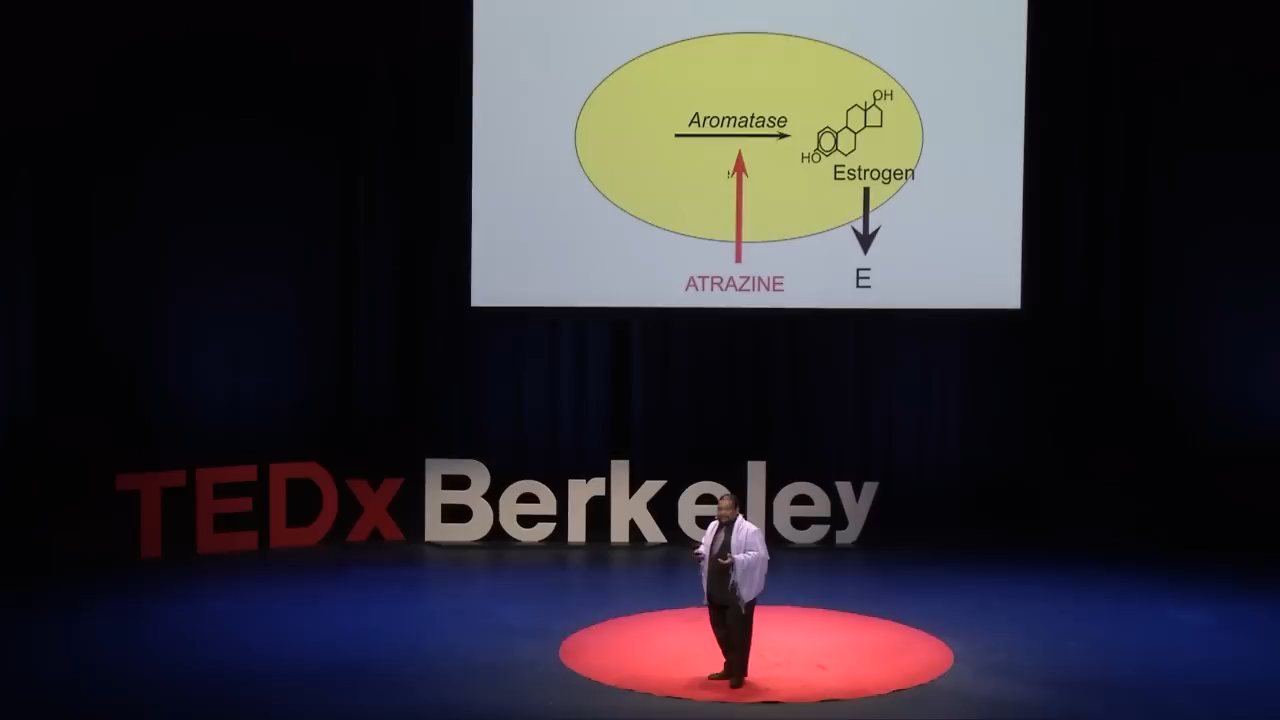 OH
Aromatase
HO
Estrogen
ATRAZINE
E
TEDxBerkeley